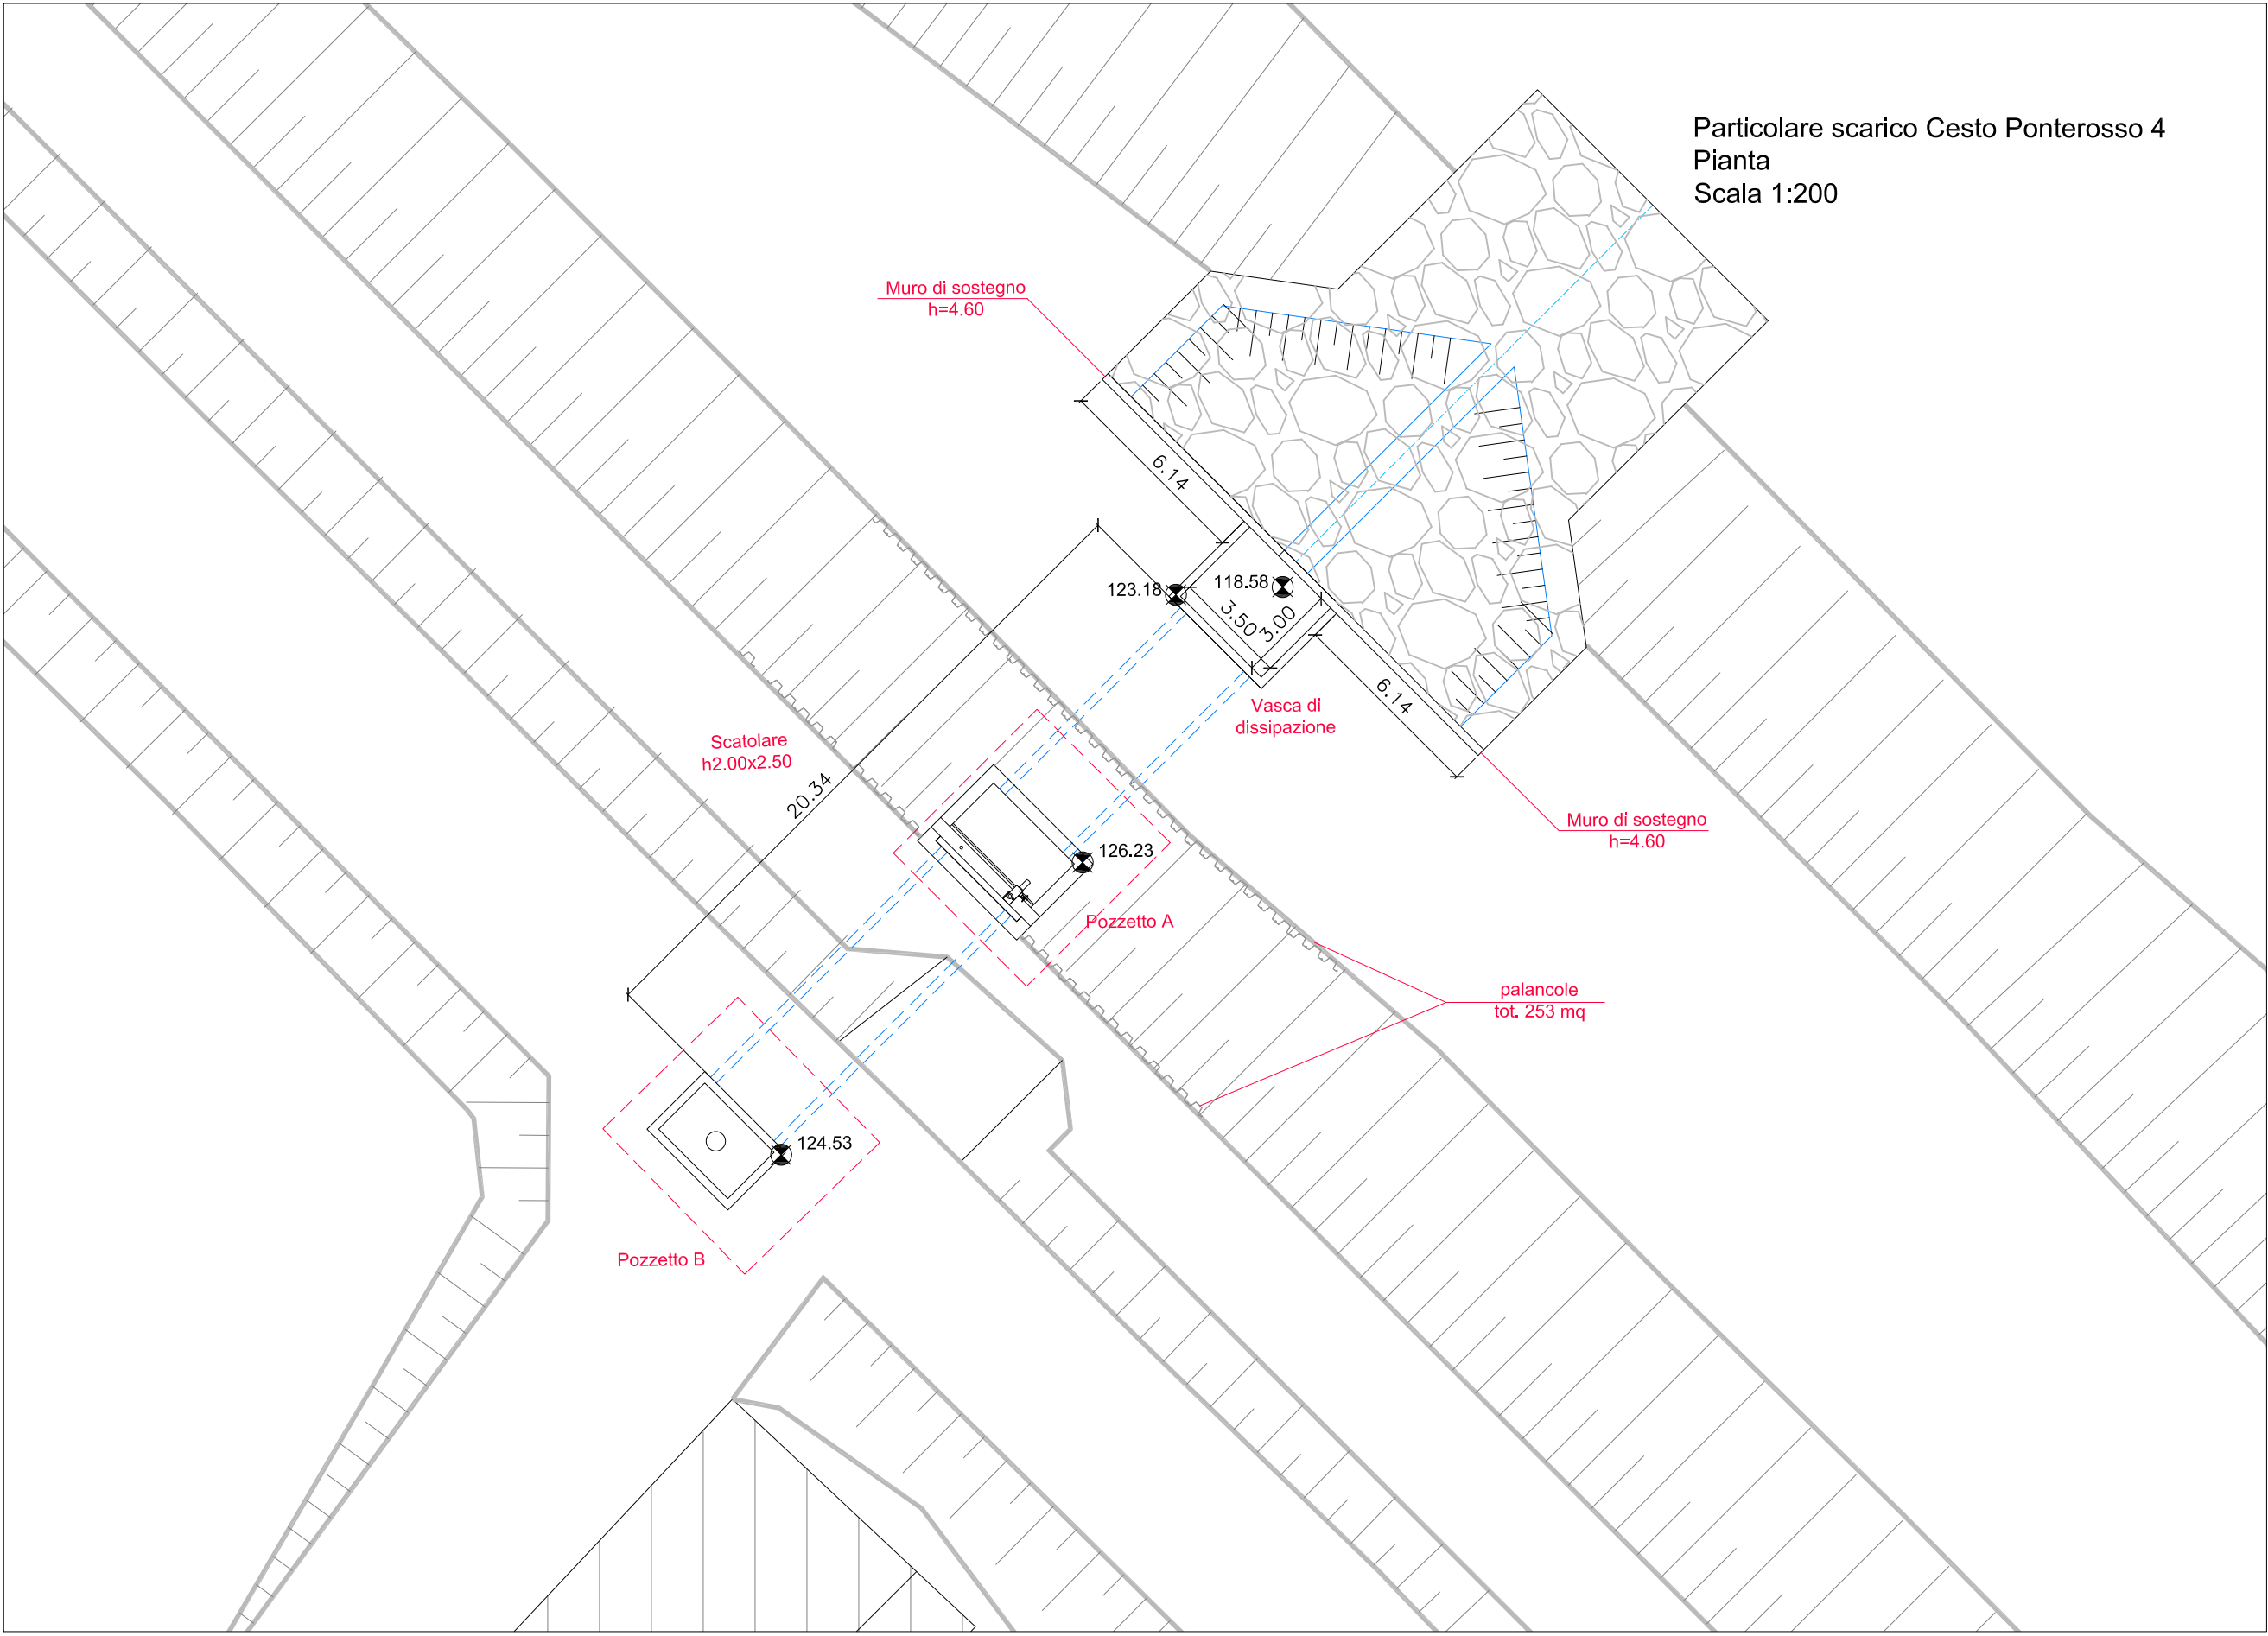 Particolare scarico Cesto Ponterosso 4
Pianta
Scala 1:200
Muro di sostegno
h=4.60
6.14
123.18
118.58
3.50
3.00
Vasca di
dissipazione
6.14
Scatolare
h2.00x2.50
20.34
Muro di sostegno
h=4.60
126.23
Pozzetto A
palancole
tot. 253 mq
124.53
Pozzetto B